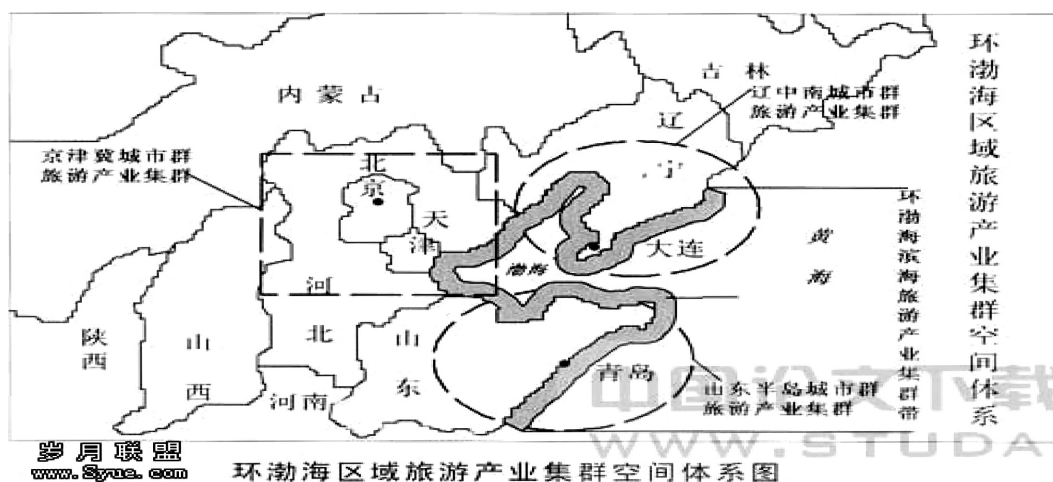 吉林
内蒙古
辽中南城市群
旅游产业集群
辽
宁
京津冀城市群
旅游产业集群
北
京
天
津
大连
渤海
黄
海
河
北
陕
西
山
西
山
东
河南
青岛
山东半岛城市群
旅游产业集群
环渤海滨海旅游产业集群带
环渤海区域旅游产业集群空间体系
中国论文下载
WWW.STUDA
岁月联盟
www.Syue.com
环渤海区域旅游产业集群空间体系图